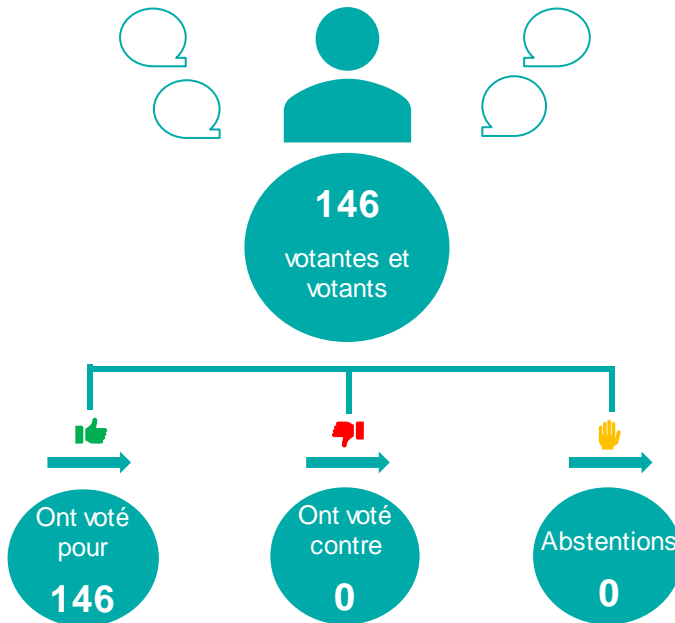 146
votantes et
votants
Ont voté
pour
146
Ont voté
contre
0
Abstentions
0